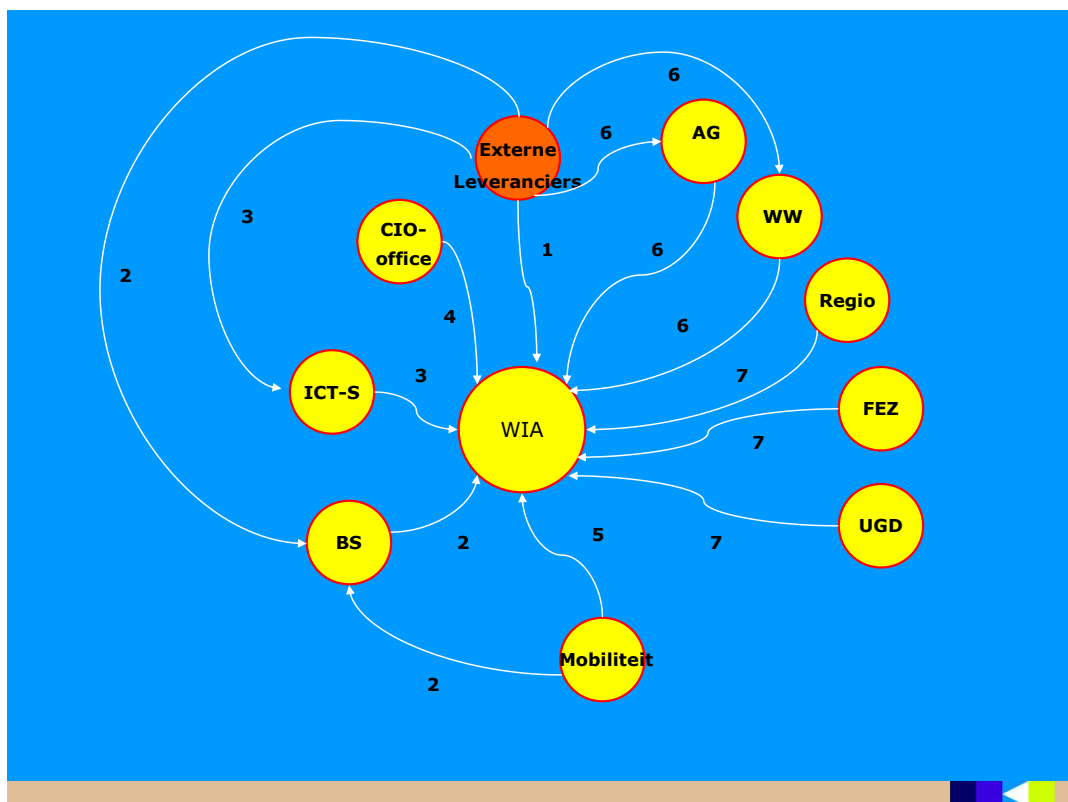 6
6
AG
Externe
Leveranciers
3
WW
CIO-
office
1
6
2
Regio
4
6
3
7
ICT-S
FEZ
WIA
7
BS
2
5
7
UGD
Mobiliteit
2